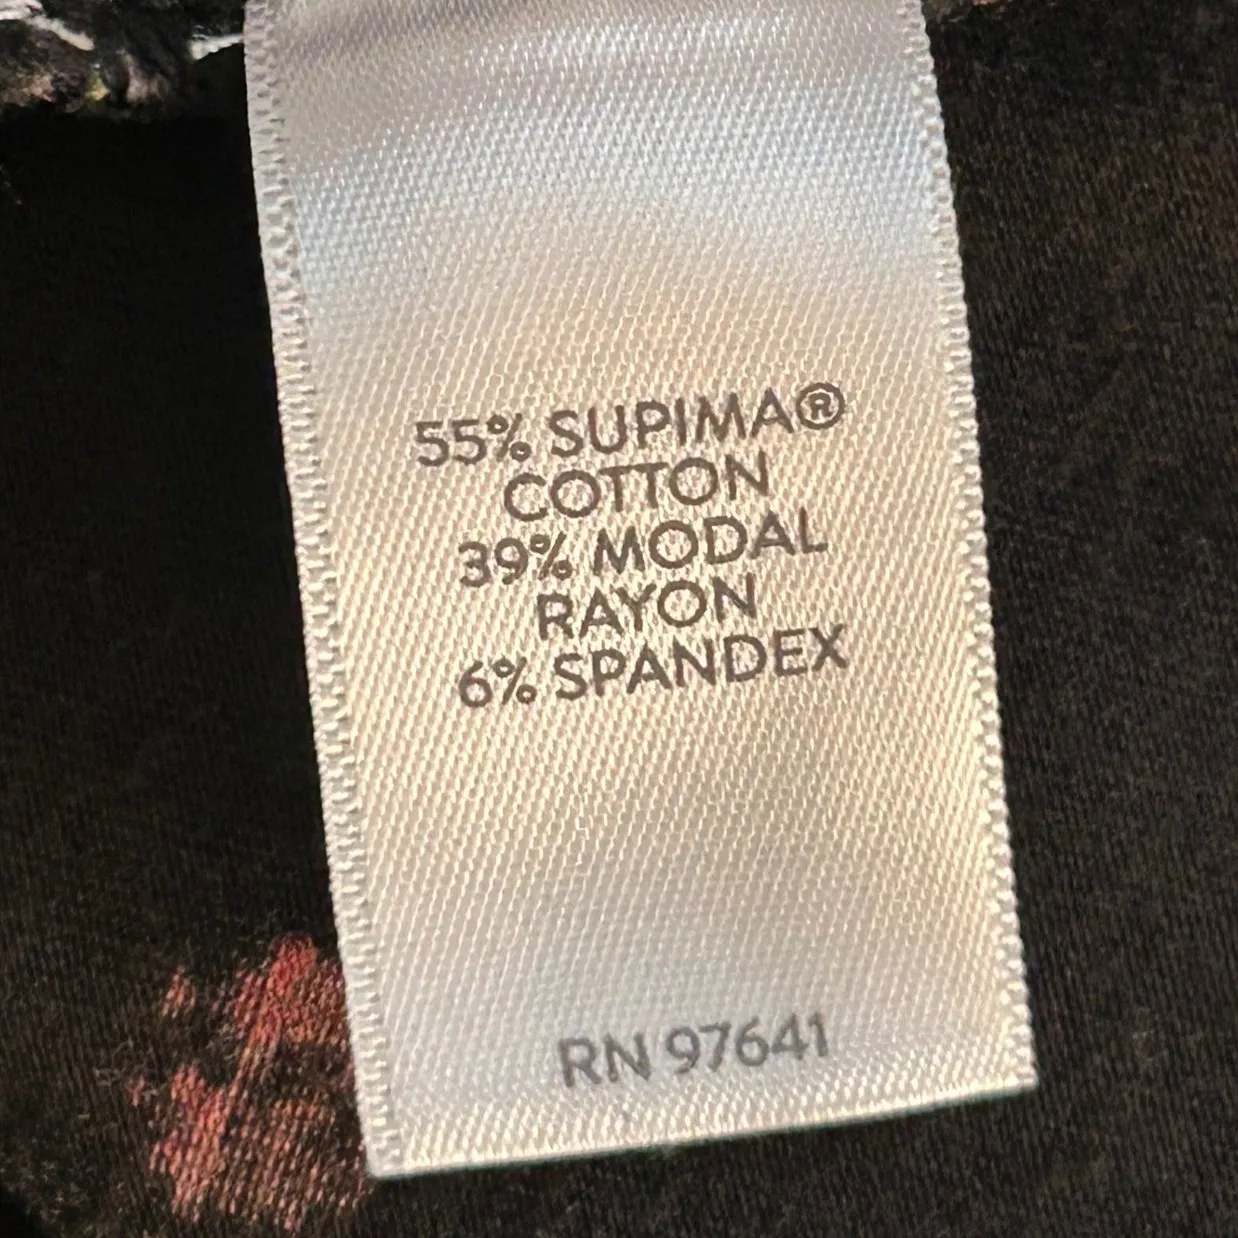 55% SUPIMA®
COTTON
39% MODAL
RAYON
6% SPANDEX
RN 97641